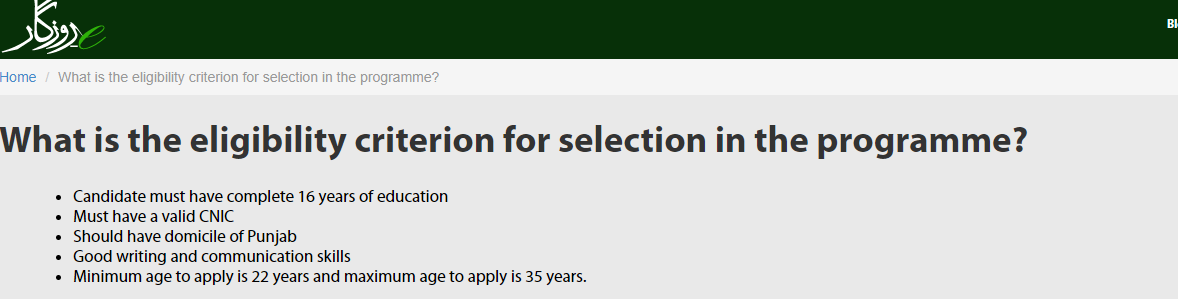 eروزگار
Home / What is the eligibility criterion for selection in the programme?
What is the eligibility criterion for selection in the programme?
• Candidate must have complete 16 years of education
• Must have a valid CNIC
• Should have domicile of Punjab
• Good writing and communication skills
• Minimum age to apply is 22 years and maximum age to apply is 35 years.